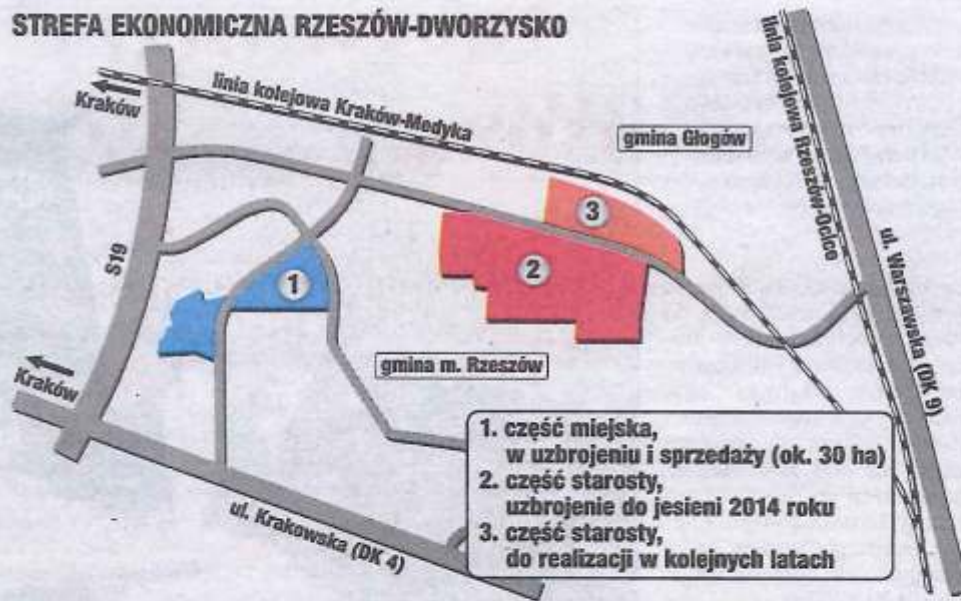 STREFA EKONOMICZNA RZESZÓW-DWORZYSKO
Kraków
linia kolejowa Kraków-Medyka
gmina Głogów
linia kolejowa Rzeszów-Ocice
ul. Warszawska (DK 9)
S19
1
2
3
Kraków
gmina m. Rzeszów
ul. Krakowska (DK 4)
1. część miejska,
w uzbrojeniu i sprzedaży (ok. 30 ha)
2. część starosty,
uzbrojenie do jesieni 2014 roku
3. część starosty,
do realizacji w kolejnych latach